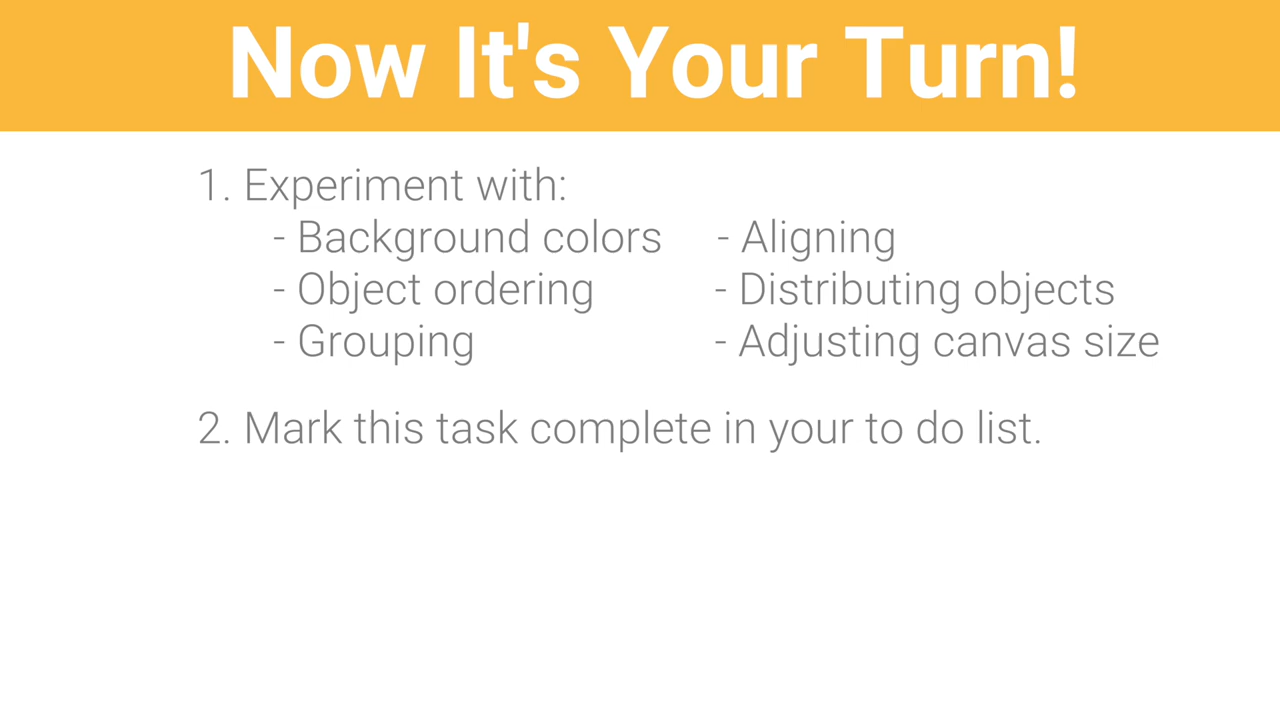 Now It's Your Turn!
1. Experiment with:
- Background colors - Aligning
- Object ordering - Distributing objects
- Grouping - Adjusting canvas size
2. Mark this task complete in your to do list.